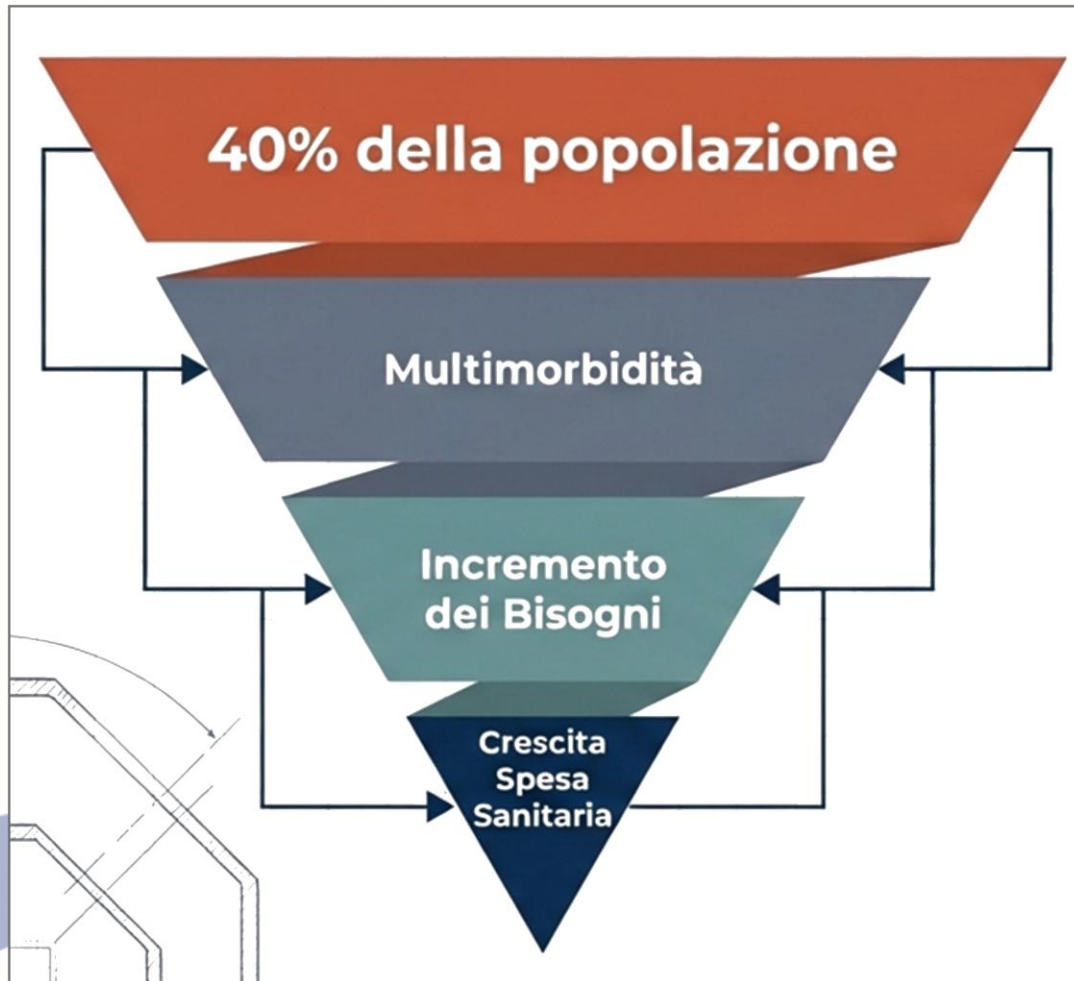 40% della popolazione
Multimorbidità
Incremento
dei Bisogni
Crescita
Spesa
Sanitaria